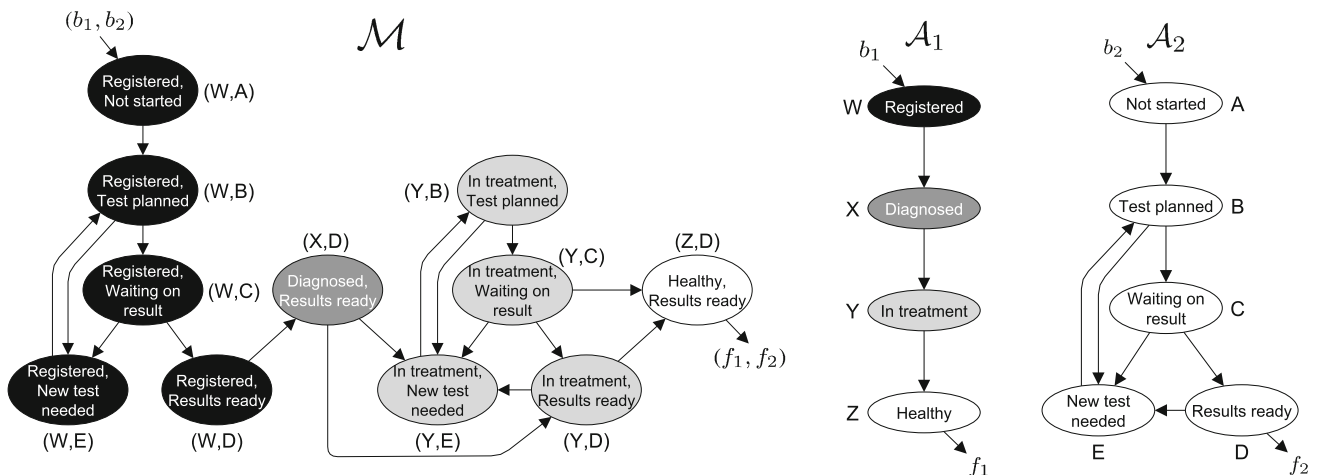 (b₁, b₂)
ℳ
Registered,
Not started
(W,A)
Registered,
Test planned
(W,B)
Registered,
Waiting on
result
(W,C)
Registered,
New test
needed
(W,E)
Registered,
Results ready
(W,D)
(X,D)
Diagnosed,
Results ready
(Y,B)
In treatment,
Test planned
In treatment,
Waiting on
result
(Y,C)
In treatment,
New test
needed
(Y,E)
In treatment,
Results ready
(Y,D)
(Z,D)
Healthy,
Results ready
(f₁, f₂)
𝒜₁
b₁
W
Registered
X
Diagnosed
Y
In treatment
Z
Healthy
f₁
𝒜₂
b₂
Not started
A
Test planned
B
Waiting on
result
C
New test
needed
E
Results ready
D
f₂